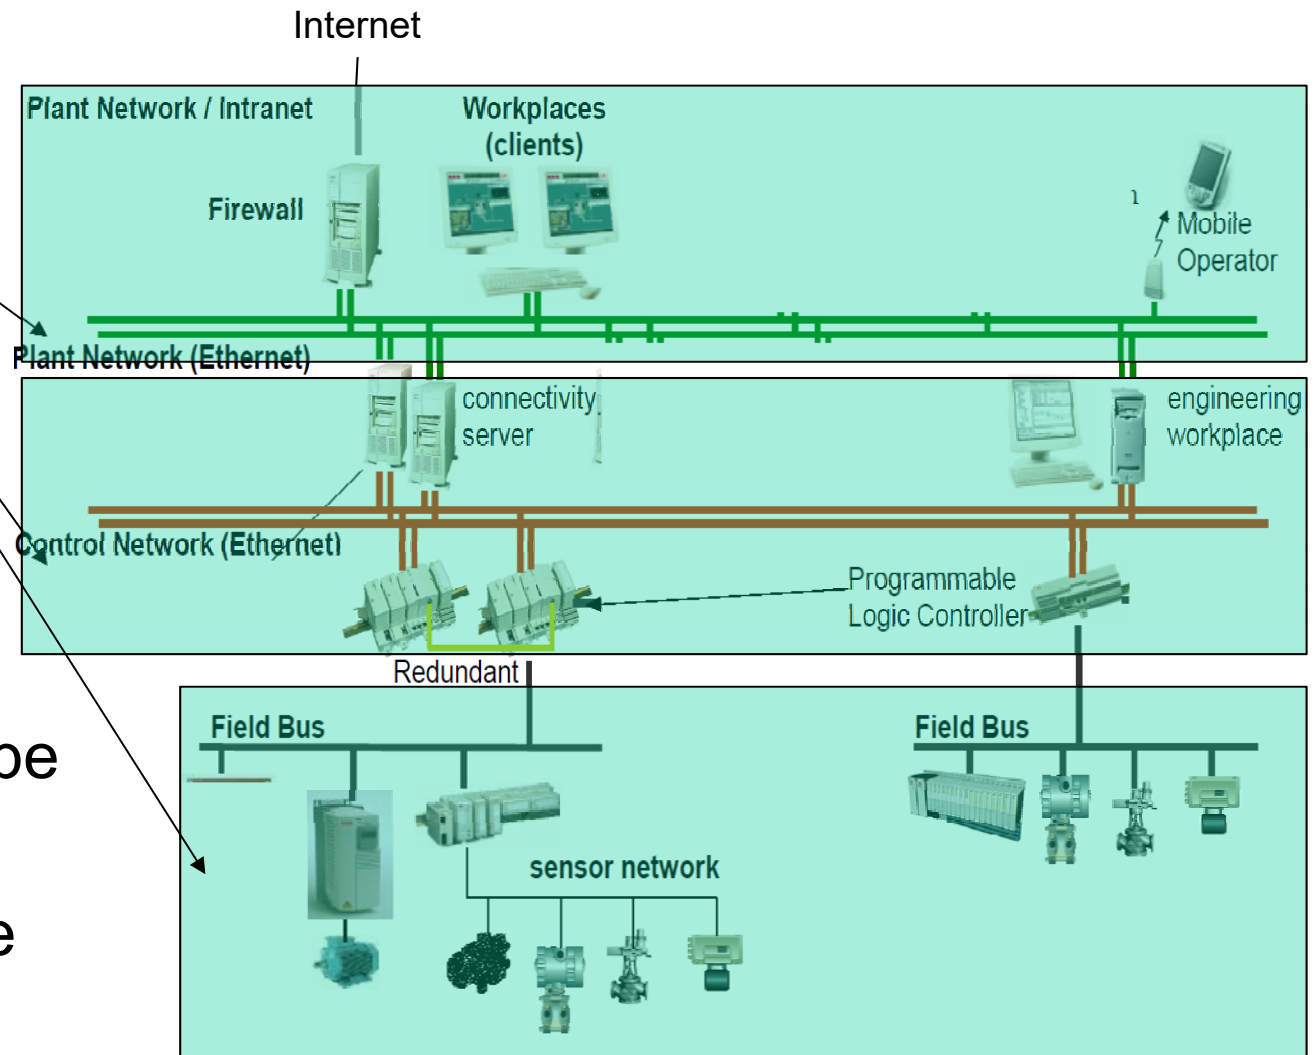 Internet
Plant Network / Intranet
Workplaces
(clients)
Firewall
ı
Mobile
Operator
Plant Network (Ethernet)
connectivity
server
engineering
workplace
Control Network (Ethernet)
Programmable
Logic Controller
Redundant
Field Bus
Field Bus
be
sensor network
e